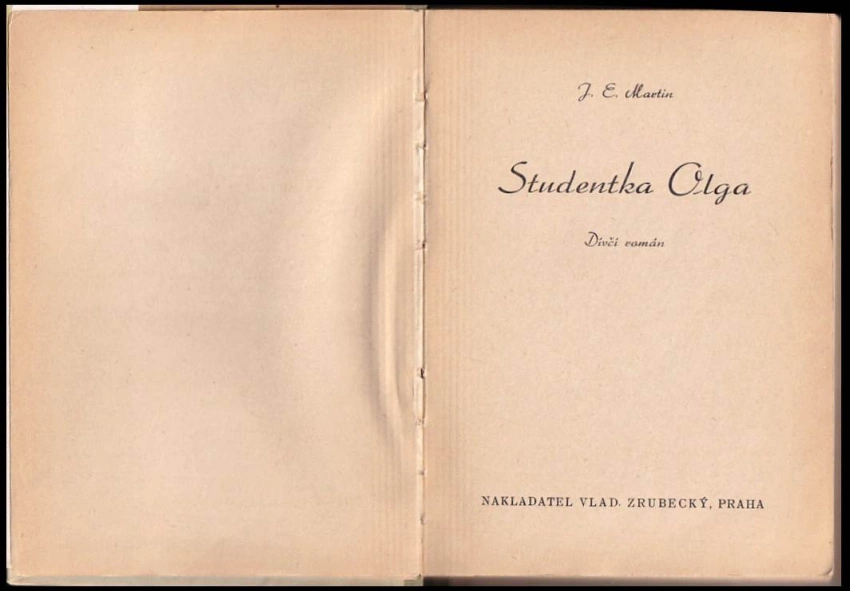 J. E. Martin
Studentka Olga
Dívčí román
NAKLADATEL VLAD. ZRUBECKÝ, PRAHA